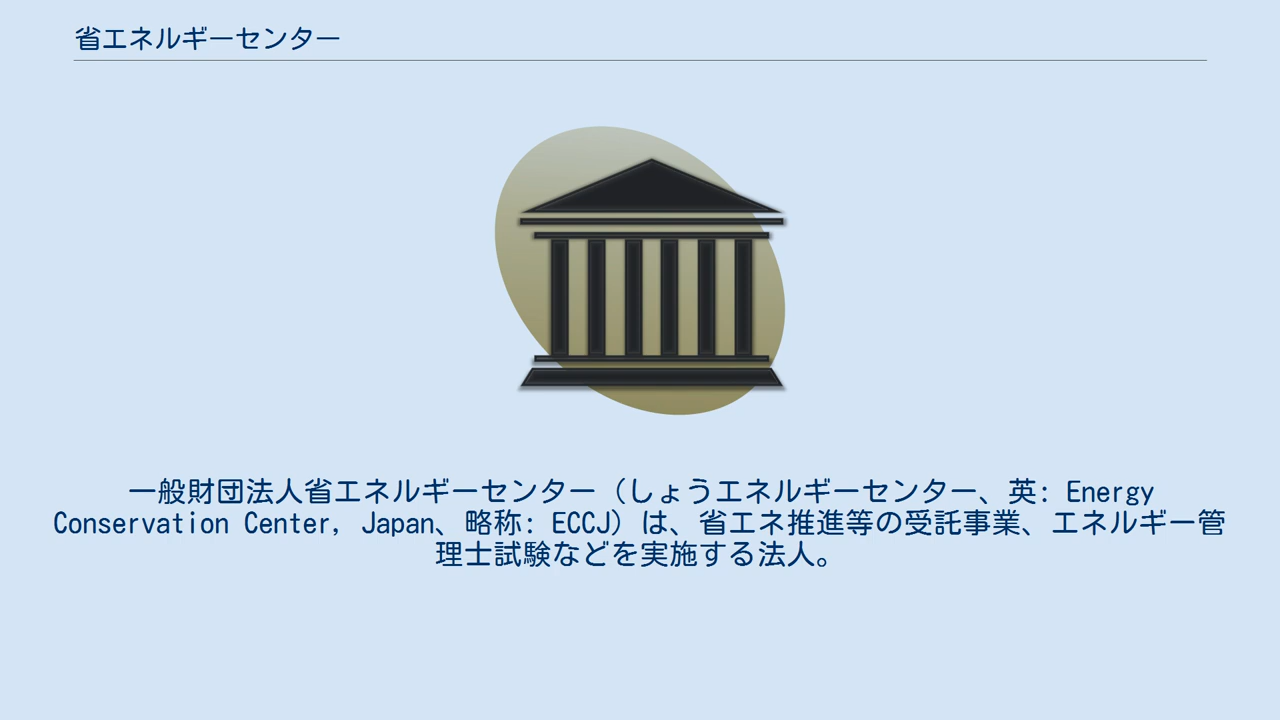 省エネルギーセンター
一般財団法人省エネルギーセンター（しょうエネルギーセンター、英: Energy
Conservation Center, Japan、略称: ECCJ）は、省エネ推進等の受託事業、エネルギー管
理士試験などを実施する法人。